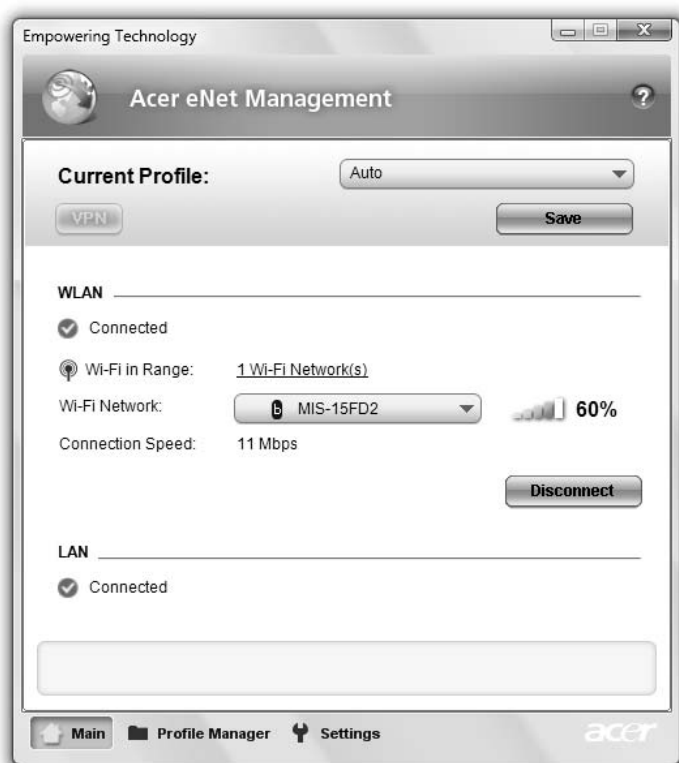 Empowering Technology
Acer eNet Management
?
Current Profile:
Auto
VPN
Save
WLAN
Connected
Wi-Fi in Range:
1 Wi-Fi Network(s)
Wi-Fi Network:
b MIS-15FD2
60%
Connection Speed:
11 Mbps
Disconnect
LAN
Connected
Main
Profile Manager
Settings
acer